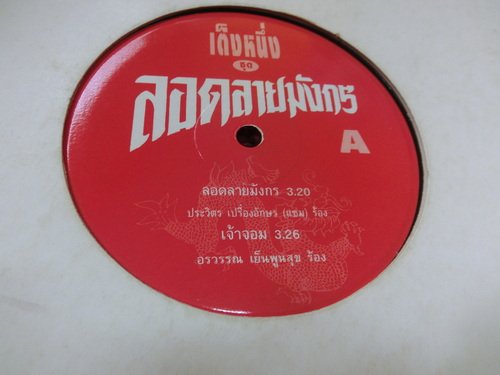 เต็งหนึ่ง
ชุด
ลอดลายมังกร
A
ลอดลายมังกร 3.20
ประวิตร เปรื่องอักษร (แซม) ร้อง
เจ้าจอม 3.26
อรวรรณ เย็นพูนสุข ร้อง